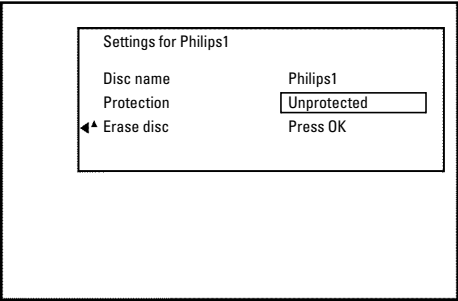 Settings for Philips1
Disc name Philips1
Protection Unprotected
Erase disc Press OK